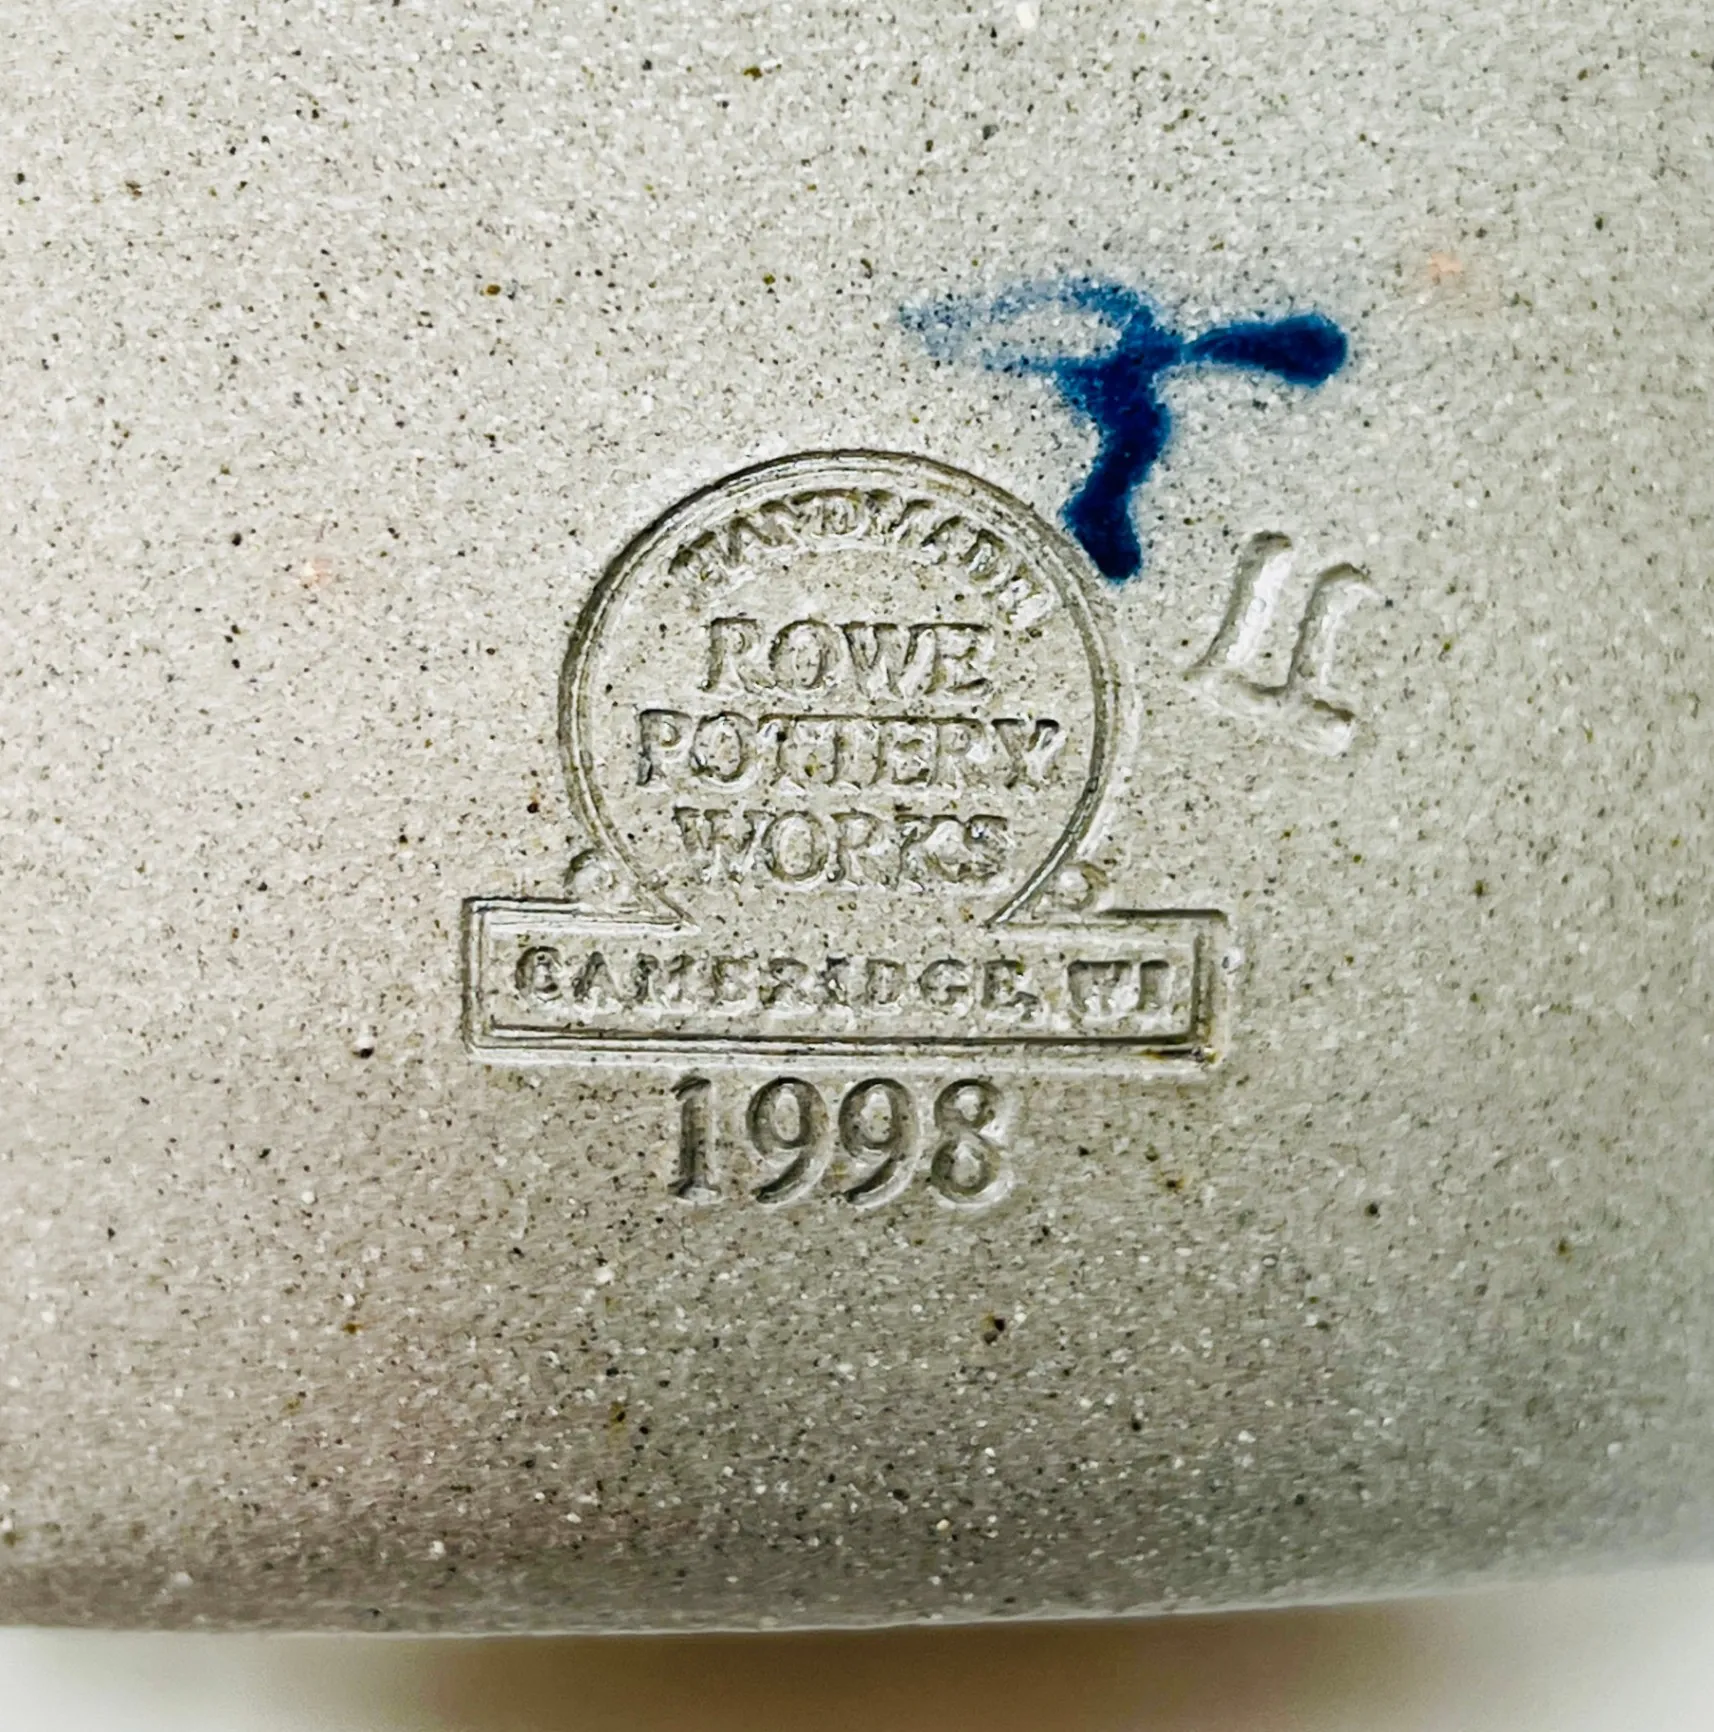 HANDMADE
ROWE
POTTERY
WORKS
CAMBRIDGE, WI
1998